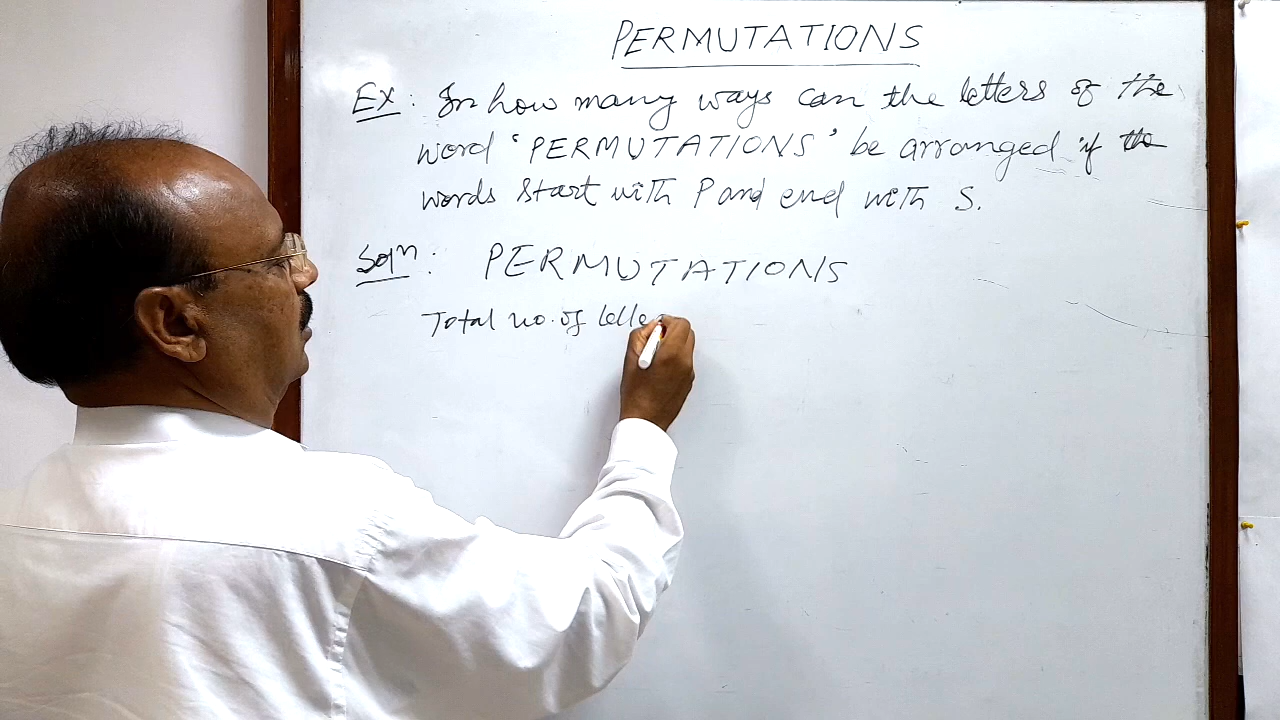 PERMUTATIONS
Ex: In how many ways can the letters of the
word 'PERMUTATIONS' be arranged if the
words start with P and end with S.
Solⁿ: PERMUTATIONS
Total no. of lette